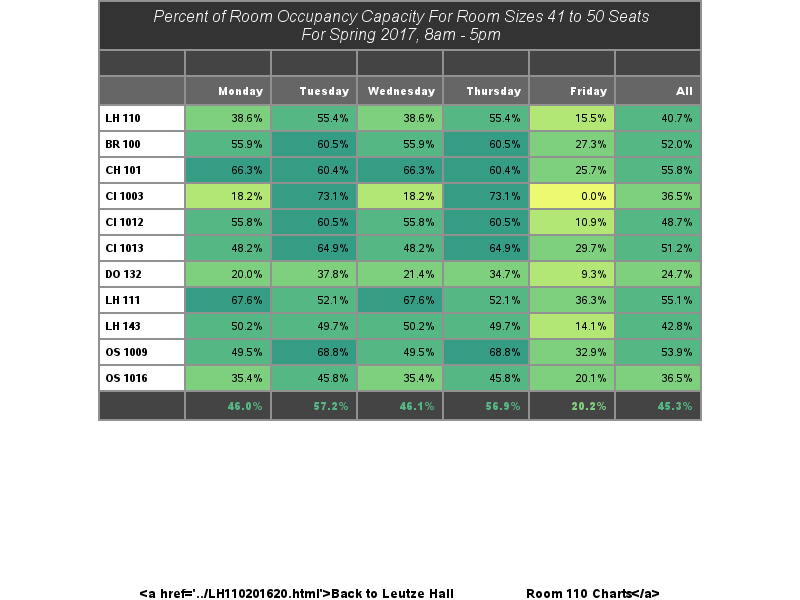 Percent of Room Occupancy Capacity For Room Sizes 41 to 50 Seats
For Spring 2017, 8am - 5pm
Monday Tuesday Wednesday Thursday Friday All
LH 110 38.6% 55.4% 38.6% 55.4% 15.5% 40.7%
BR 100 55.9% 60.5% 55.9% 60.5% 27.3% 52.0%
CH 101 66.3% 60.4% 66.3% 60.4% 25.7% 55.8%
CI 1003 18.2% 73.1% 18.2% 73.1% 0.0% 36.5%
CI 1012 55.8% 60.5% 55.8% 60.5% 10.9% 48.7%
CI 1013 48.2% 64.9% 48.2% 64.9% 29.7% 51.2%
DO 132 20.0% 37.8% 21.4% 34.7% 9.3% 24.7%
LH 111 67.6% 52.1% 67.6% 52.1% 36.3% 55.1%
LH 143 50.2% 49.7% 50.2% 49.7% 14.1% 42.8%
OS 1009 49.5% 68.8% 49.5% 68.8% 32.9% 53.9%
OS 1016 35.4% 45.8% 35.4% 45.8% 20.1% 36.5%
46.0% 57.2% 46.1% 56.9% 20.2% 45.3%
<a href='../LH110201620.html'>Back to Leutze Hall Room 110 Charts</a>